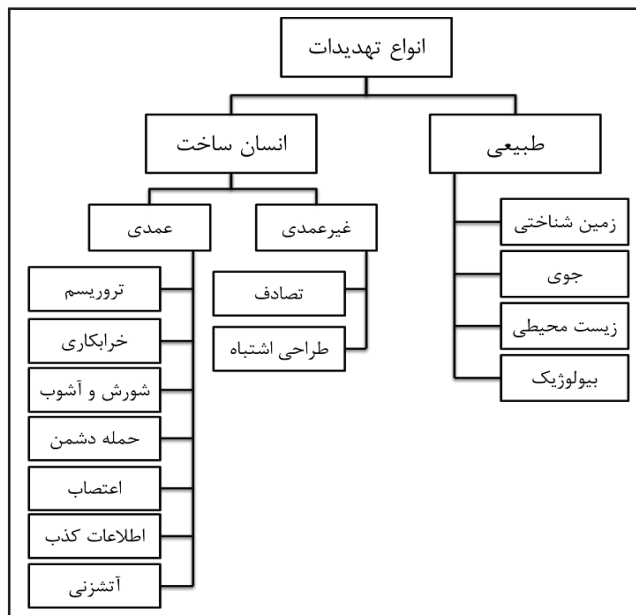 انواع تهدیدات
طبیعی
انسان ساخت
زمین شناختی
جوی
زیست محیطی
بیولوژیک
غیرعمدی
تصادف
طراحی اشتباه
عمدی
تروریسم
خرابکاری
شورش و آشوب
حمله دشمن
اعتصاب
اطلاعات کذب
آتشزنی